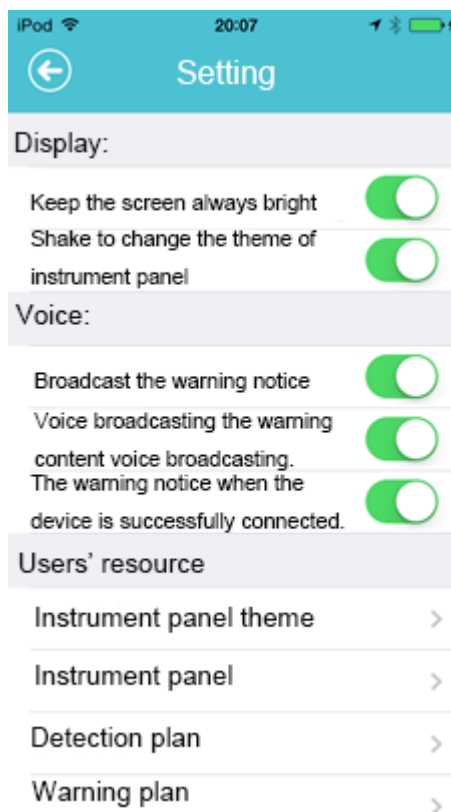 iPod 20:07
Setting
Display:
Keep the screen always bright
Shake to change the theme of
instrument panel
Voice:
Broadcast the warning notice
Voice broadcasting the warning
content voice broadcasting.
The warning notice when the
device is successfully connected.
Users' resource
Instrument panel theme
Instrument panel
Detection plan
Warning plan